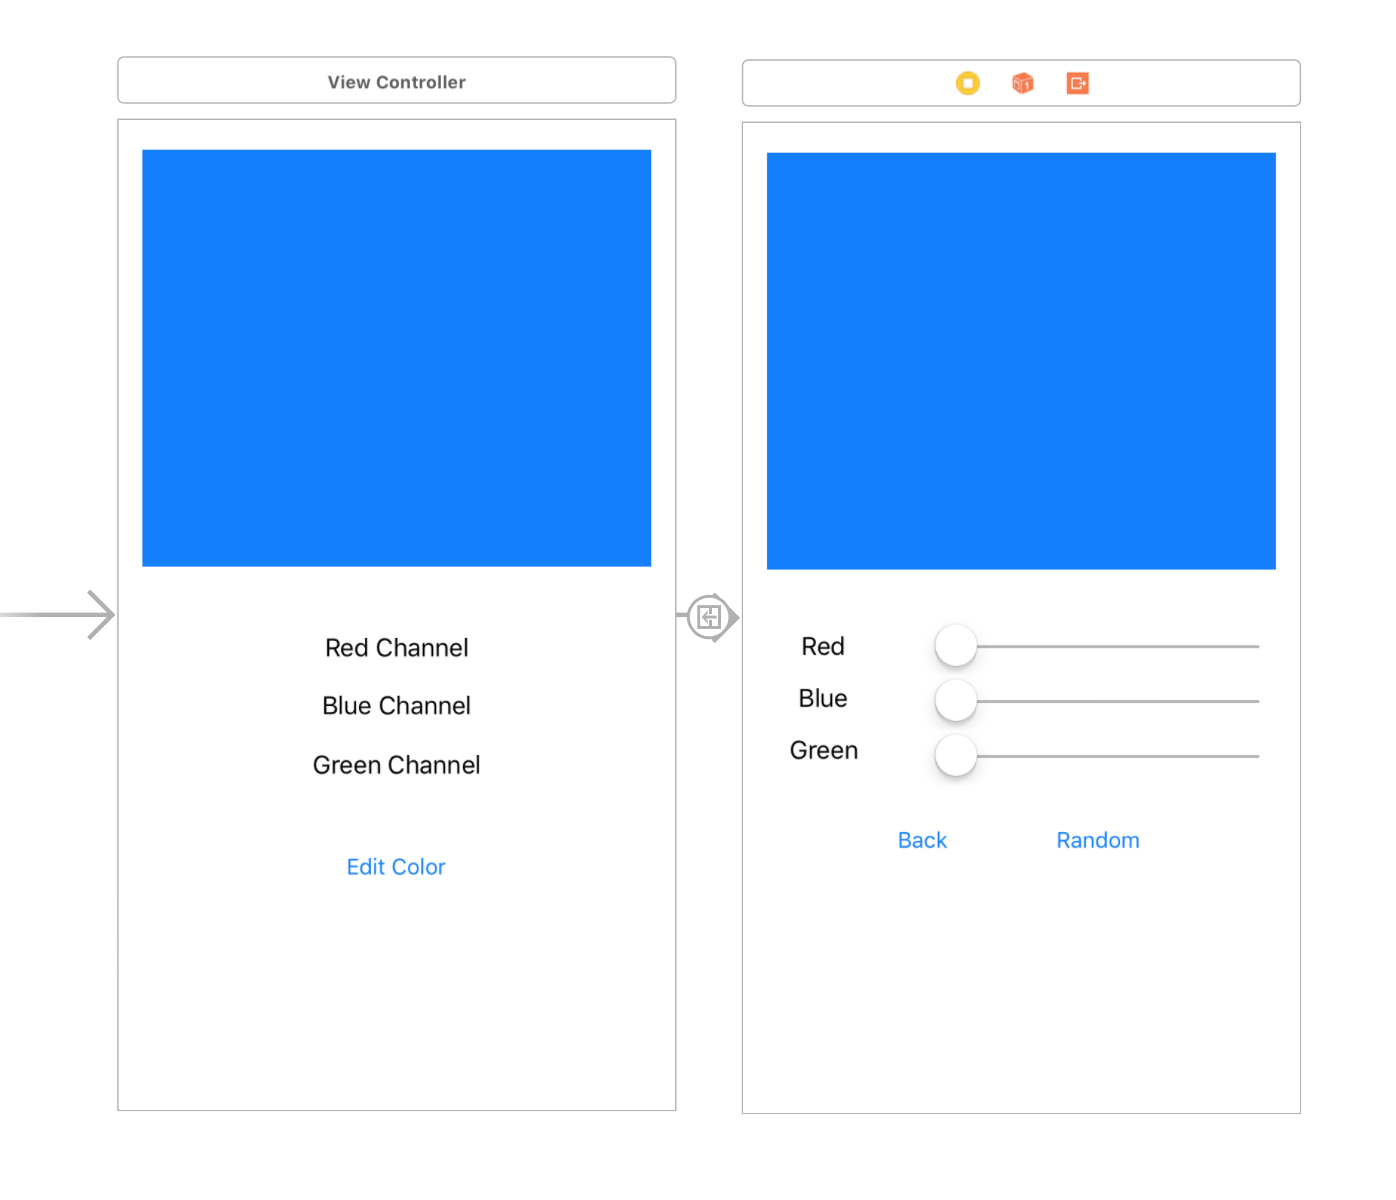 View Controller
Red Channel
Blue Channel
Green Channel
Edit Color
Red
Blue
Green
Back
Random